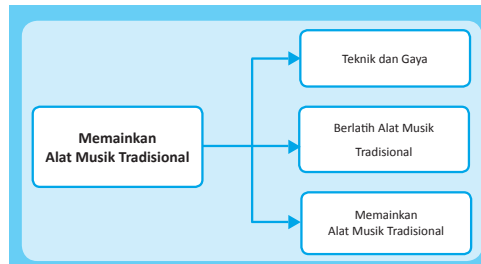 Memainkan
Alat Musik Tradisional
Teknik dan Gaya
Berlatih Alat Musik
Tradisional
Memainkan
Alat Musik Tradisional